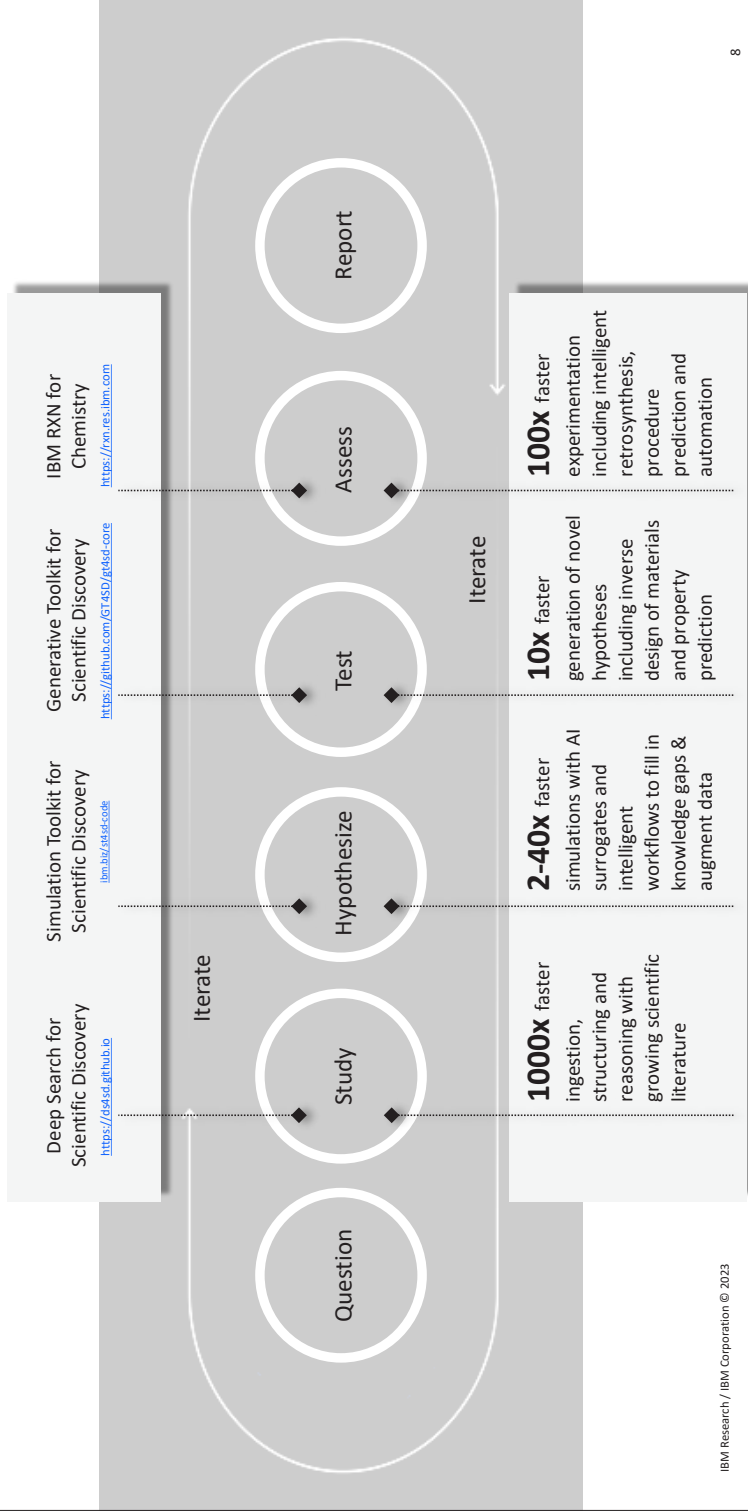 Deep Search for
Scientific Discovery
https://ds4sd.github.io
Simulation Toolkit for
Scientific Discovery
ibm.biz/st4sd-code
Generative Toolkit for
Scientific Discovery
https://github.com/GT4SD/gt4sd-core
IBM RXN for
Chemistry
https://rxn.res.ibm.com
Iterate
Question
Study
Hypothesize
Test
Assess
Report
Iterate
1000x faster
ingestion,
structuring and
reasoning with
growing scientific
literature
2-40x faster
simulations with AI
surrogates and
intelligent
workflows to fill in
knowledge gaps &
augment data
10x faster
generation of novel
hypotheses
including inverse
design of materials
and property
prediction
100x faster
experimentation
including intelligent
retrosynthesis,
procedure
prediction and
automation
IBM Research / IBM Corporation © 2023
8